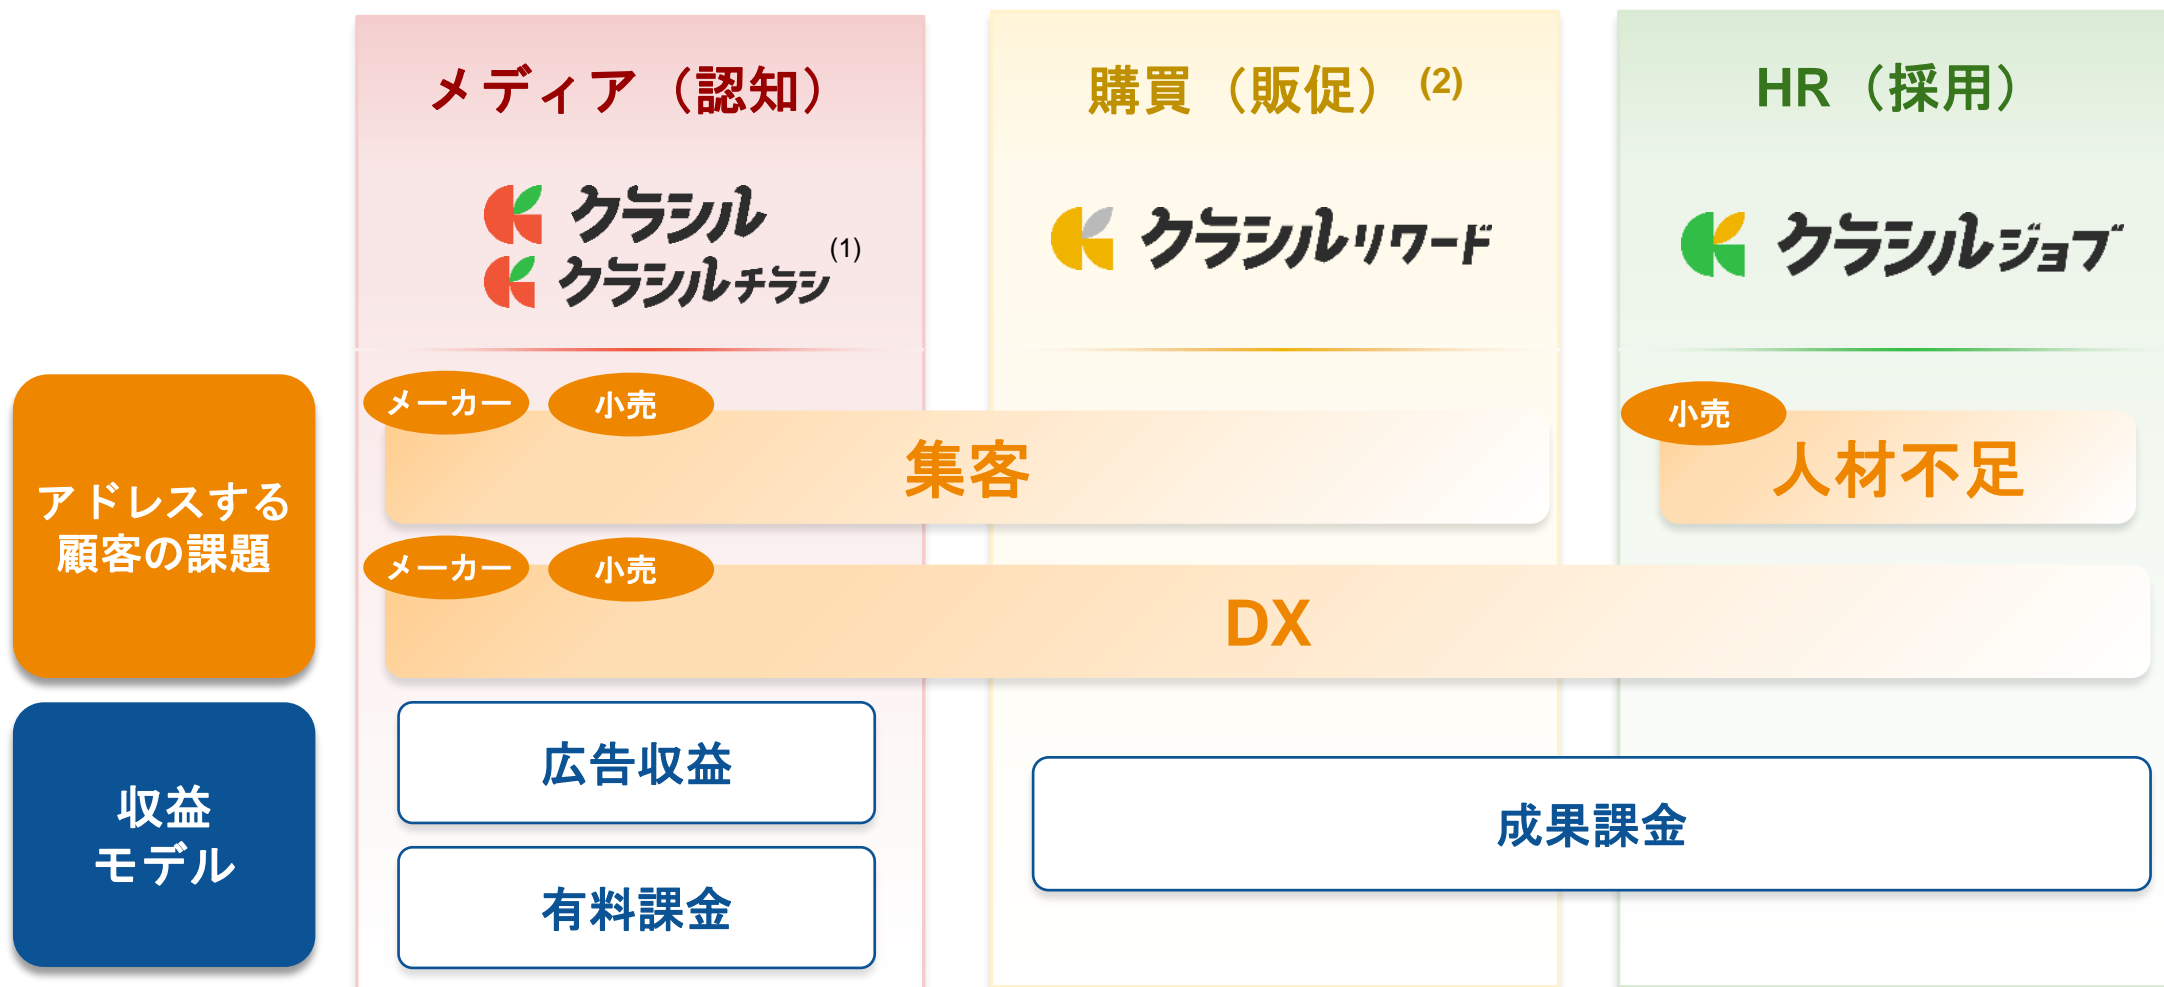 メディア（認知）
購買（販促）(2)
HR（採用）
クラシル
クラシルチラシ(1)
クラシルリワード
クラシルジョブ
アドレスする
顧客の課題
メーカー
小売
集客
小売
人材不足
メーカー
小売
DX
収益
モデル
広告収益
有料課金
成果課金